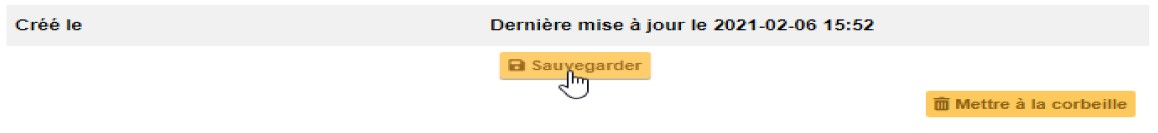 Créé le Dernière mise à jour le 2021-02-06 15:52
Sauvegarder
Mettre à la corbeille